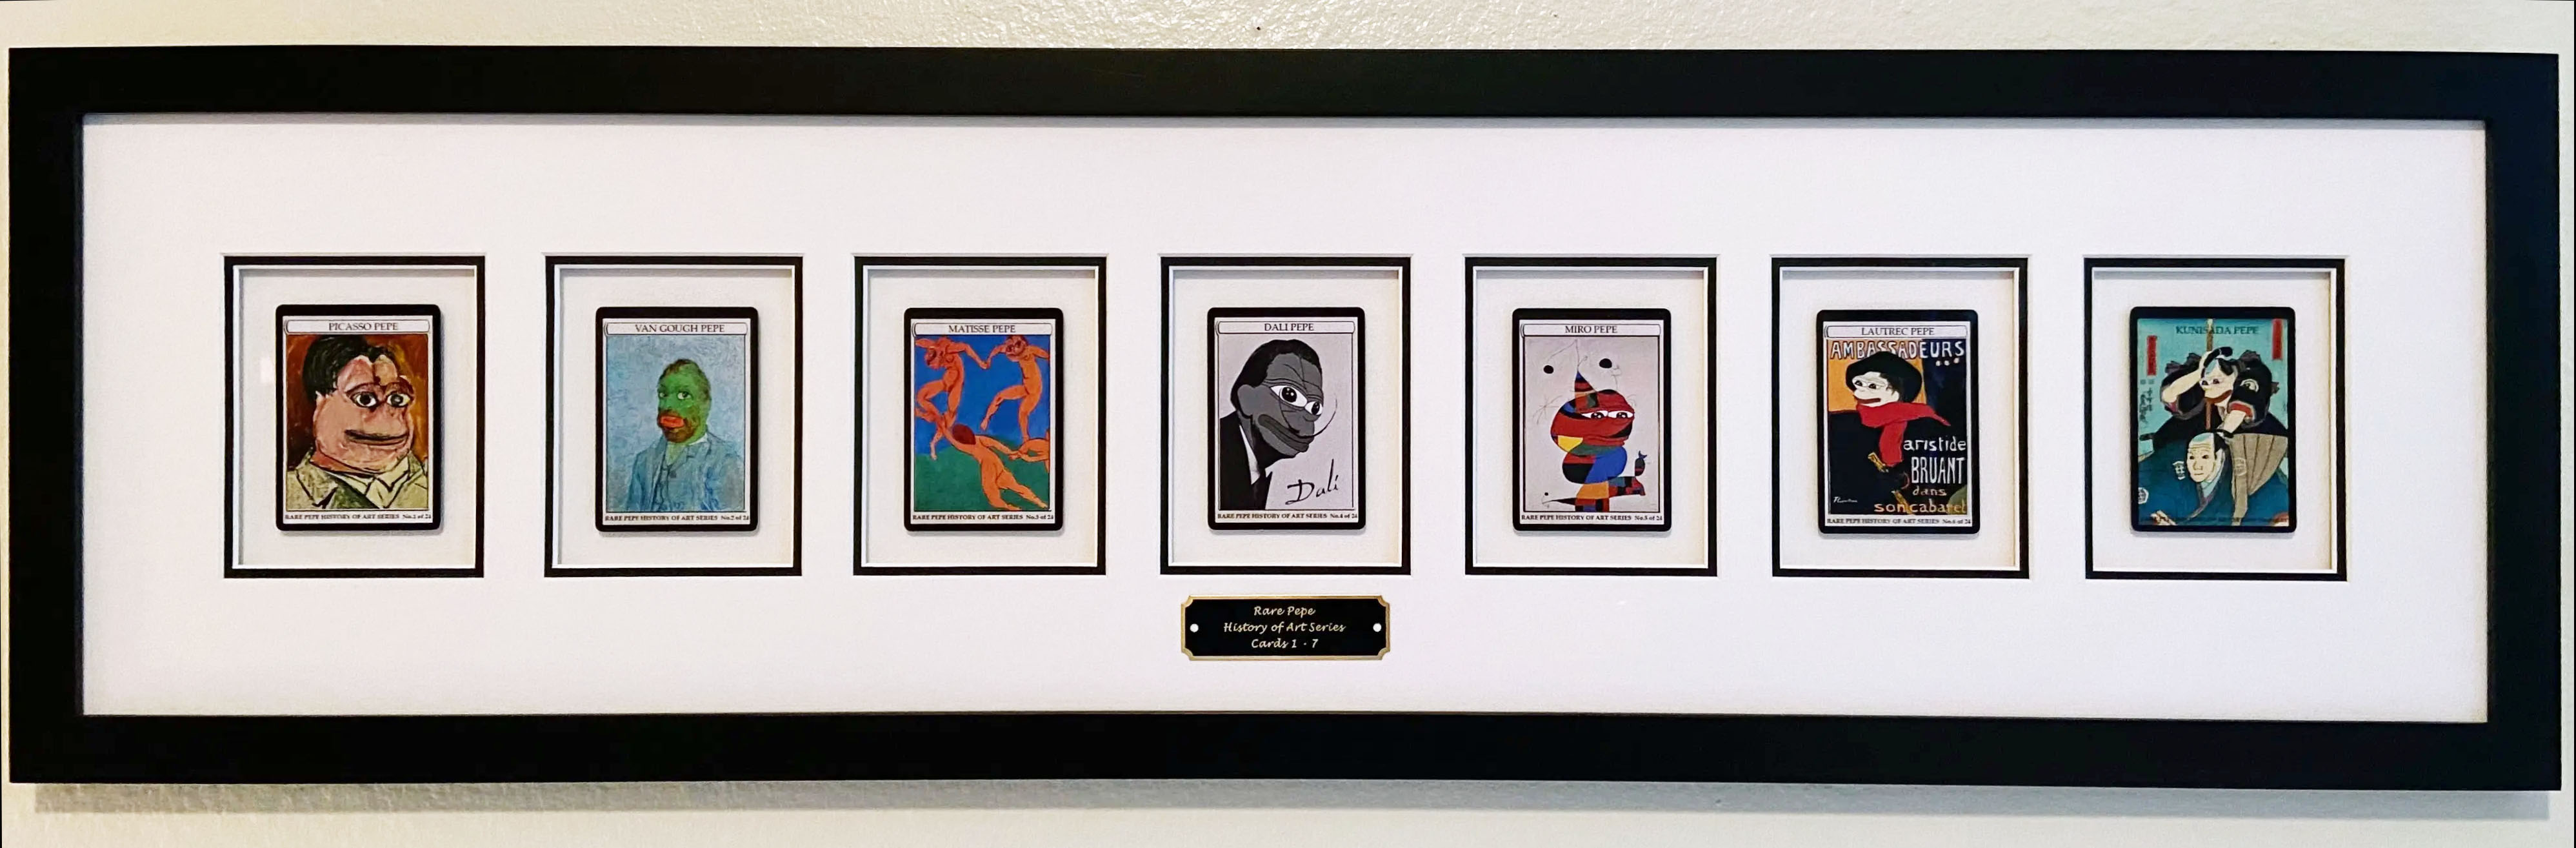 PICASSO PEPE
RARE PEPE HISTORY OF ART SERIES No.1 of 24
VAN GOUGH PEPE
RARE PEPE HISTORY OF ART SERIES No.2 of 24
MATISSE PEPE
RARE PEPE HISTORY OF ART SERIES No.3 of 24
DALI PEPE
Dalí
RARE PEPE HISTORY OF ART SERIES No.4 of 24
MIRO PEPE
RARE PEPE HISTORY OF ART SERIES No.5 of 24
LAUTREC PEPE
AMBASSADEURS
aristide
BRUANT
dans
son cabaret
RARE PEPE HISTORY OF ART SERIES No.6 of 24
KUNISADA PEPE
Rare Pepe
History of Art Series
Cards 1 - 7